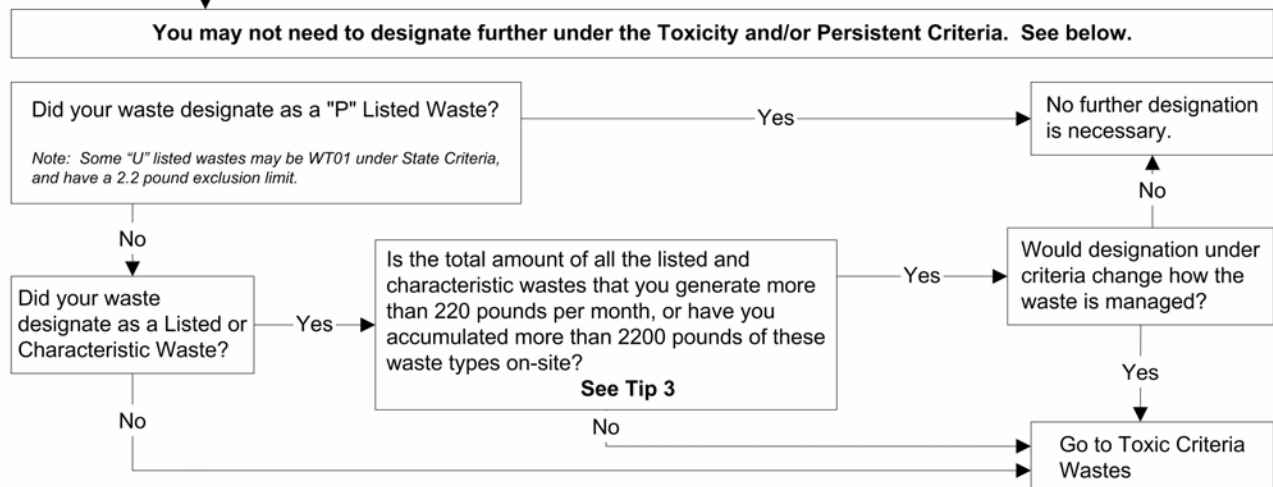 You may not need to designate further under the Toxicity and/or Persistent Criteria.  See below.
Did your waste designate as a "P" Listed Waste?
Note:  Some “U” listed wastes may be WT01 under State Criteria,
and have a 2.2 pound exclusion limit.
Yes
No further designation
is necessary.
No
No
Did your waste
designate as a Listed or
Characteristic Waste?
Yes
Is the total amount of all the listed and
characteristic wastes that you generate more
than 220 pounds per month, or have you
accumulated more than 2200 pounds of these
waste types on-site?
See Tip 3
Yes
Would designation under
criteria change how the
waste is managed?
Yes
No
No
Go to Toxic Criteria
Wastes